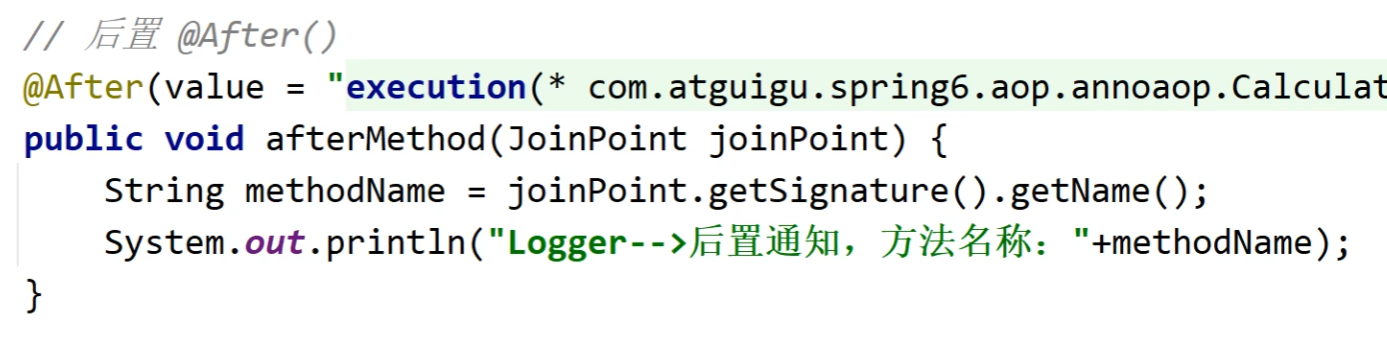 // 后置 @After()
@After(value = "execution(* com.atguigu.spring6.aop.annoaop.Calculat
public void afterMethod(JoinPoint joinPoint) {
String methodName = joinPoint.getSignature().getName();
System.out.println("Logger-->后置通知，方法名称："+methodName);
}